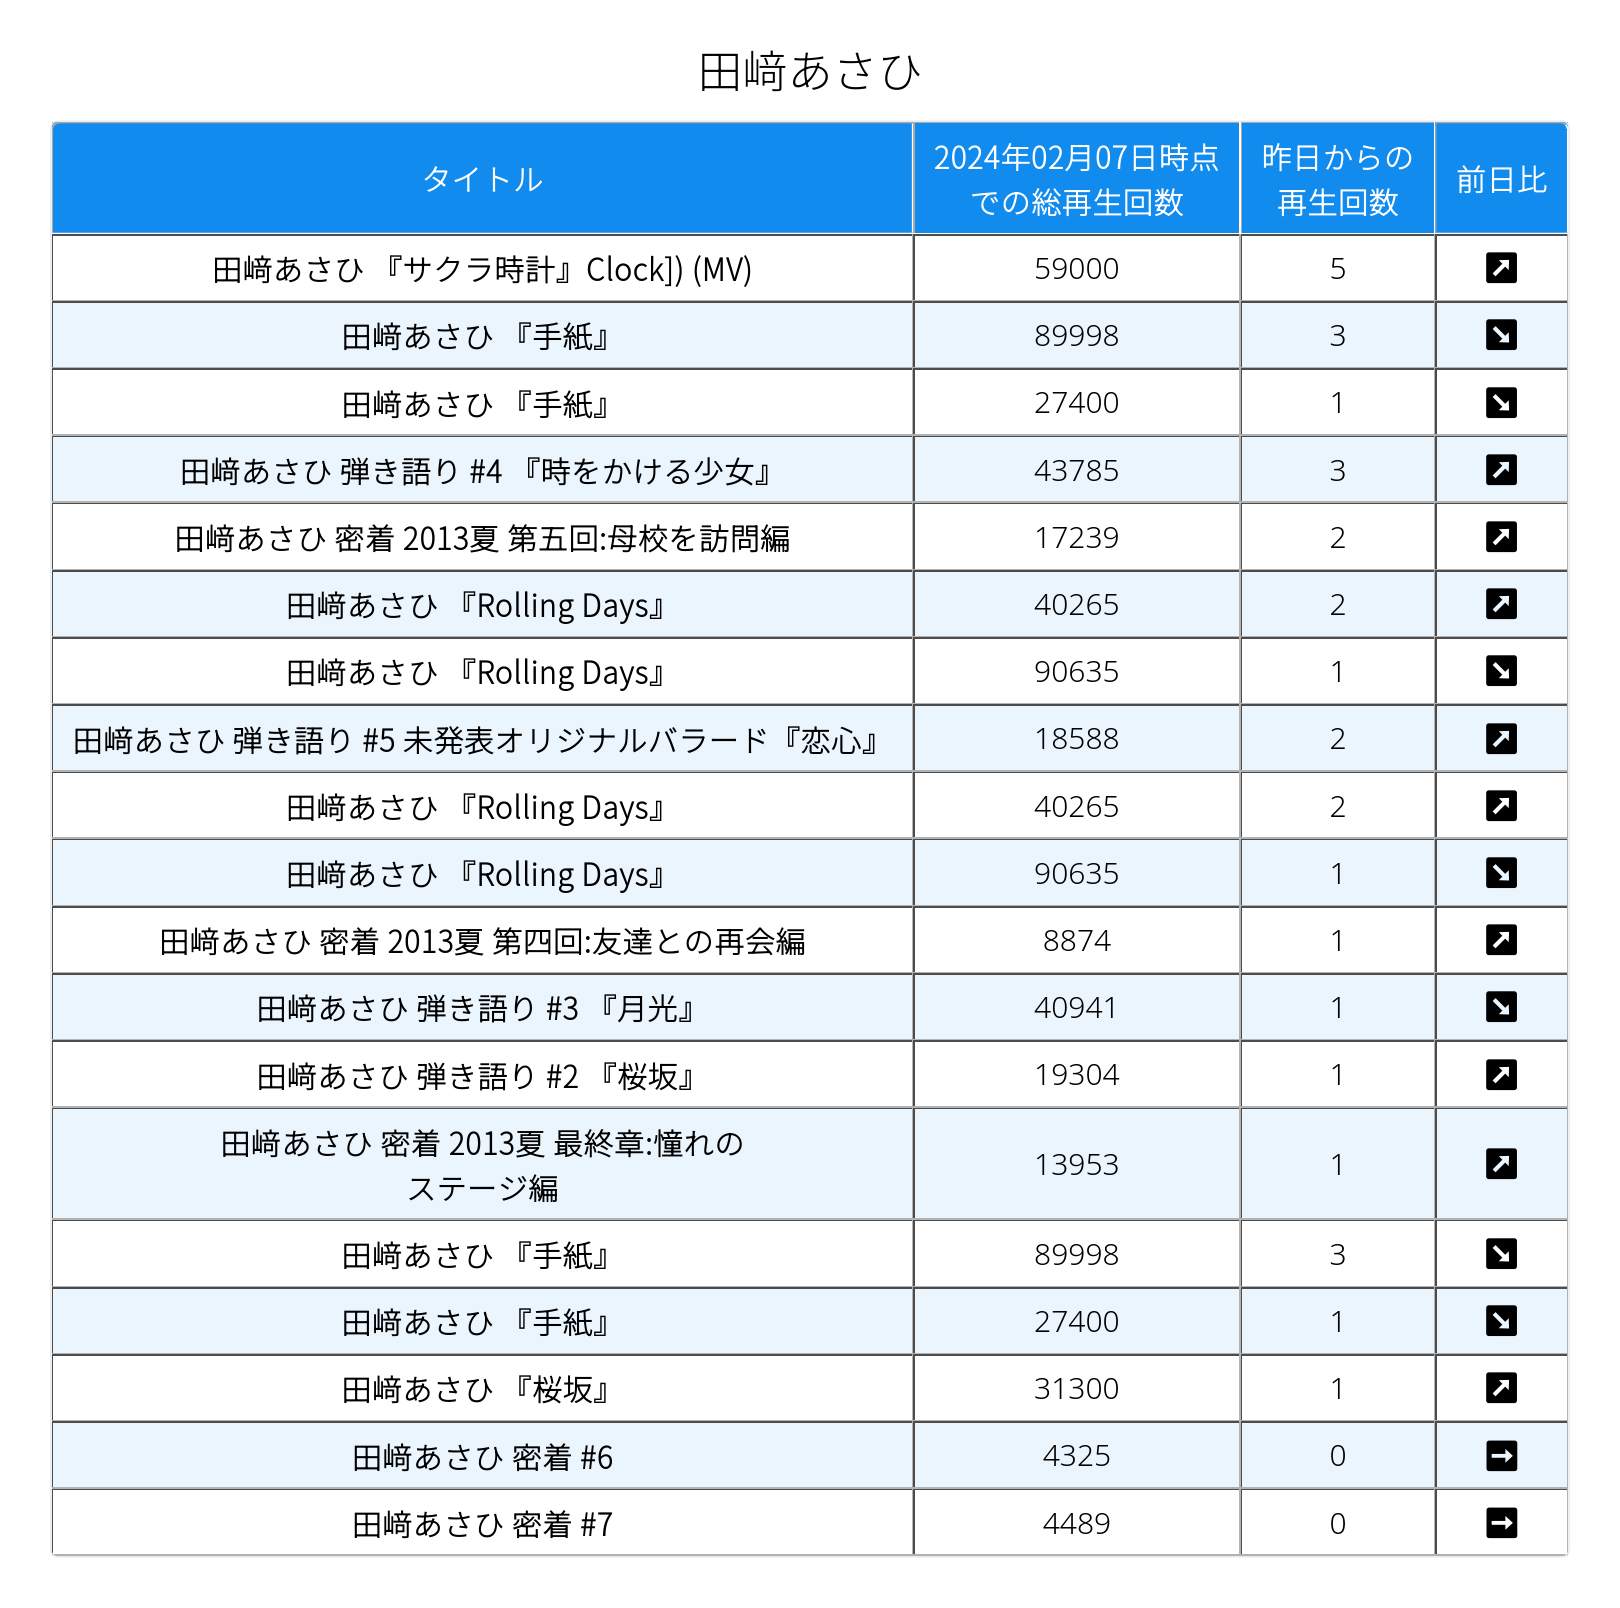 田﨑あさひ
タイトル 2024年02月07日時点 昨日からの 前日比
での総再生回数 再生回数
田﨑あさひ 『サクラ時計』Clock]) (MV) 59000 5
田﨑あさひ 『手紙』 89998 3
田﨑あさひ 『手紙』 27400 1
田﨑あさひ 弾き語り #4 『時をかける少女』 43785 3
田﨑あさひ 密着 2013夏 第五回:母校を訪問編 17239 2
田﨑あさひ 『Rolling Days』 40265 2
田﨑あさひ 『Rolling Days』 90635 1
田﨑あさひ 弾き語り #5 未発表オリジナルバラード『恋心』 18588 2
田﨑あさひ 『Rolling Days』 40265 2
田﨑あさひ 『Rolling Days』 90635 1
田﨑あさひ 密着 2013夏 第四回:友達との再会編 8874 1
田﨑あさひ 弾き語り #3 『月光』 40941 1
田﨑あさひ 弾き語り #2 『桜坂』 19304 1
田﨑あさひ 密着 2013夏 最終章:憧れの
ステージ編 13953 1
田﨑あさひ 『手紙』 89998 3
田﨑あさひ 『手紙』 27400 1
田﨑あさひ 『桜坂』 31300 1
田﨑あさひ 密着 #6 4325 0
田﨑あさひ 密着 #7 4489 0